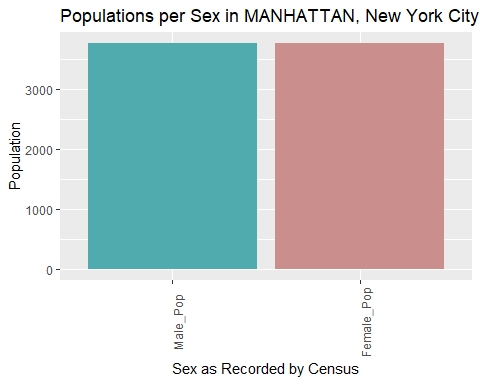 Populations per Sex in MANHATTAN, New York City
Population
3000
2000
1000
0
Male_Pop
Female_Pop
Sex as Recorded by Census